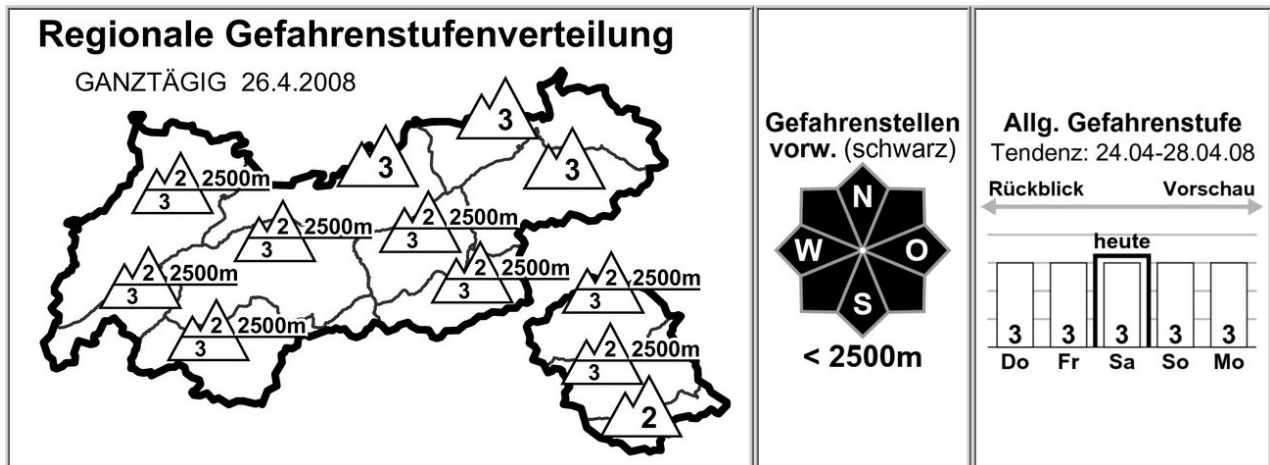 Regionale Gefahrenstufenverteilung
GANZTÄGIG 26.4.2008
3
3
3
2 2500m
3
2 2500m
3
2 2500m
3
2 2500m
3
2 2500m
3
2 2500m
3
2 2500m
3
2 2500m
3
2
Gefahrenstellen
vorw. (schwarz)
N
W O
S
< 2500m
Allg. Gefahrenstufe
Tendenz: 24.04-28.04.08
Rückblick Vorschau
heute
3 3 3 3 3
Do Fr Sa So Mo